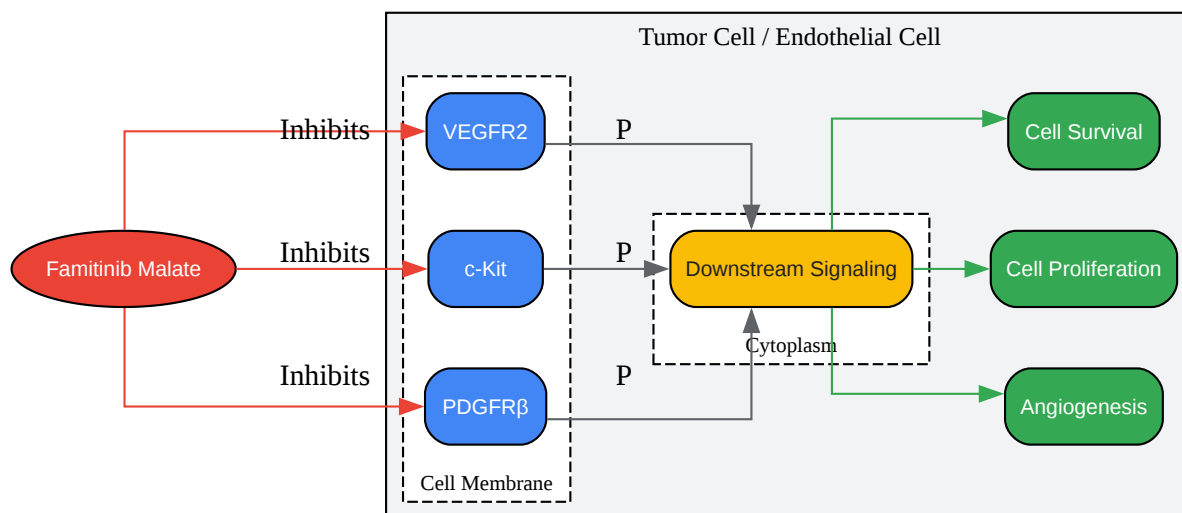 Tumor Cell / Endothelial Cell
Inhibits
VEGFR2
P
Cell Survival
Famitinib Malate
Inhibits
c-Kit
P
Downstream Signaling
Cell Proliferation
Cytoplasm
Inhibits
PDGFRβ
P
Angiogenesis
Cell Membrane